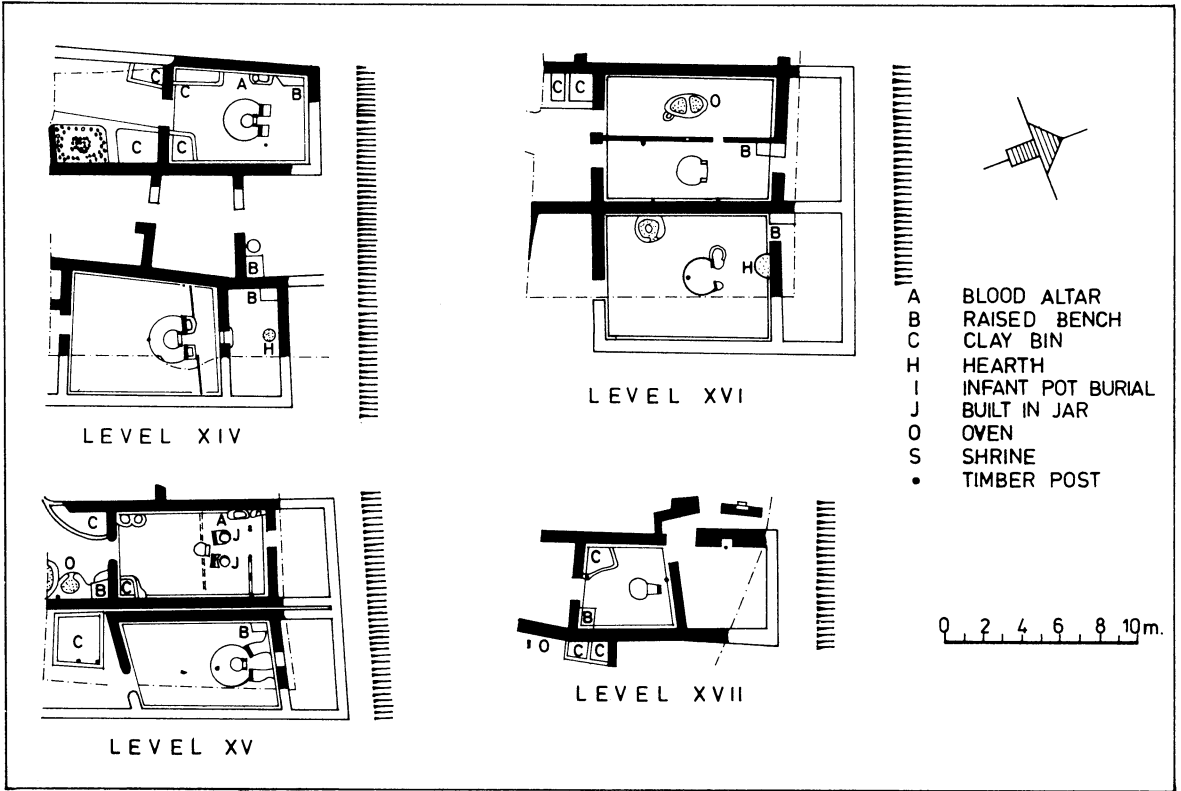 C
C
A
B
C
C
B
B
H
LEVEL XIV
C
C
O
B
H
B
LEVEL XVI
A BLOOD ALTAR
B RAISED BENCH
C CLAY BIN
H HEARTH
I INFANT POT BURIAL
J BUILT IN JAR
O OVEN
S SHRINE
• TIMBER POST
C
A
J
O
J
B
C
C
B
LEVEL XV
C
B
O
C
C
LEVEL XVII
0 2 4 6 8 10m.